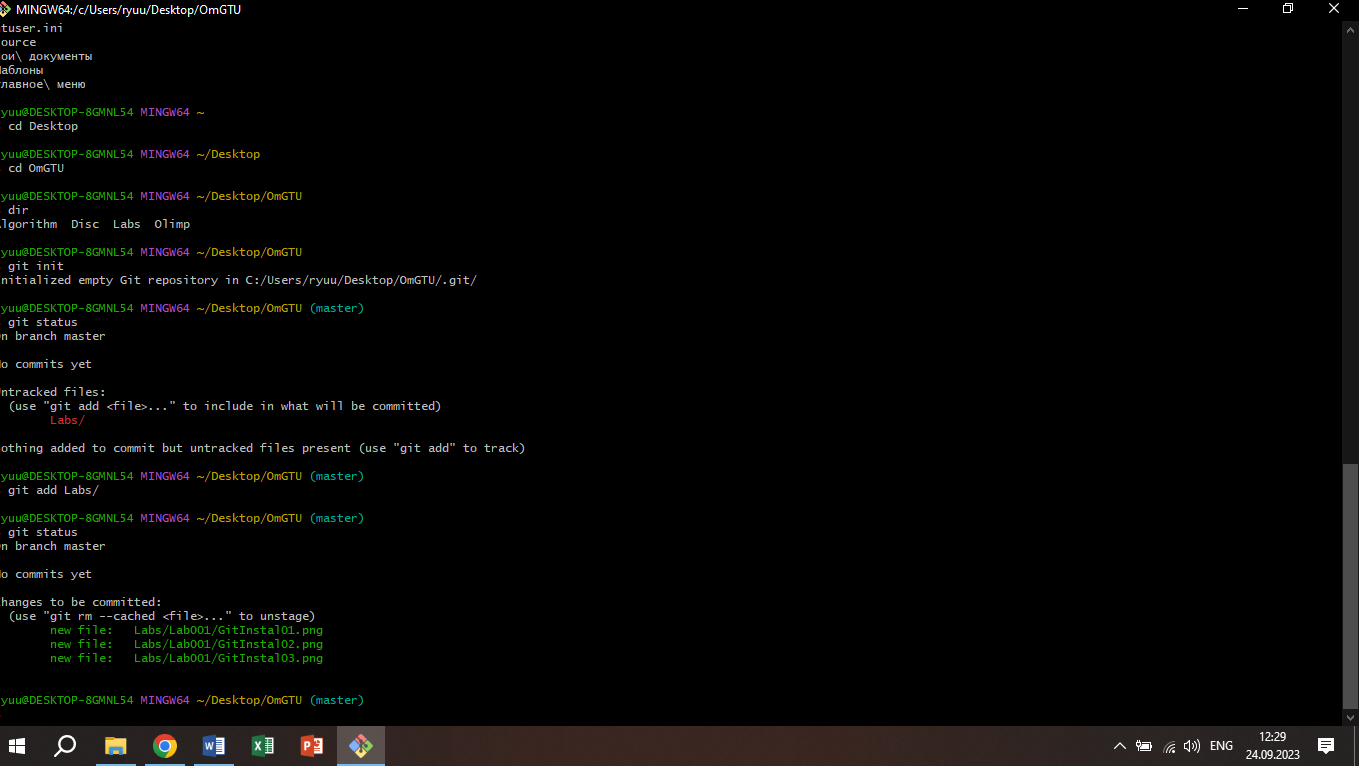 MINGW64:/c/Users/ryuu/Desktop/OmGTU
tuser.ini
ource
ои\ документы
аблоны
лавное\ меню
yuu@DESKTOP-8GMNL54 MINGW64 ~
cd Desktop
yuu@DESKTOP-8GMNL54 MINGW64 ~/Desktop
cd OmGTU
yuu@DESKTOP-8GMNL54 MINGW64 ~/Desktop/OmGTU
dir
lgorithm  Disc  Labs  Olimp
yuu@DESKTOP-8GMNL54 MINGW64 ~/Desktop/OmGTU
git init
nitialized empty Git repository in C:/Users/ryuu/Desktop/OmGTU/.git/
yuu@DESKTOP-8GMNL54 MINGW64 ~/Desktop/OmGTU (master)
git status
n branch master
o commits yet
ntracked files:
(use "git add <file>..." to include in what will be committed)
Labs/
othing added to commit but untracked files present (use "git add" to track)
yuu@DESKTOP-8GMNL54 MINGW64 ~/Desktop/OmGTU (master)
git add Labs/
yuu@DESKTOP-8GMNL54 MINGW64 ~/Desktop/OmGTU (master)
git status
n branch master
o commits yet
hanges to be committed:
(use "git rm --cached <file>..." to unstage)
new file:   Labs/Lab001/GitInstal01.png
new file:   Labs/Lab001/GitInstal02.png
new file:   Labs/Lab001/GitInstal03.png
yuu@DESKTOP-8GMNL54 MINGW64 ~/Desktop/OmGTU (master)
ENG
12:29
24.09.2023